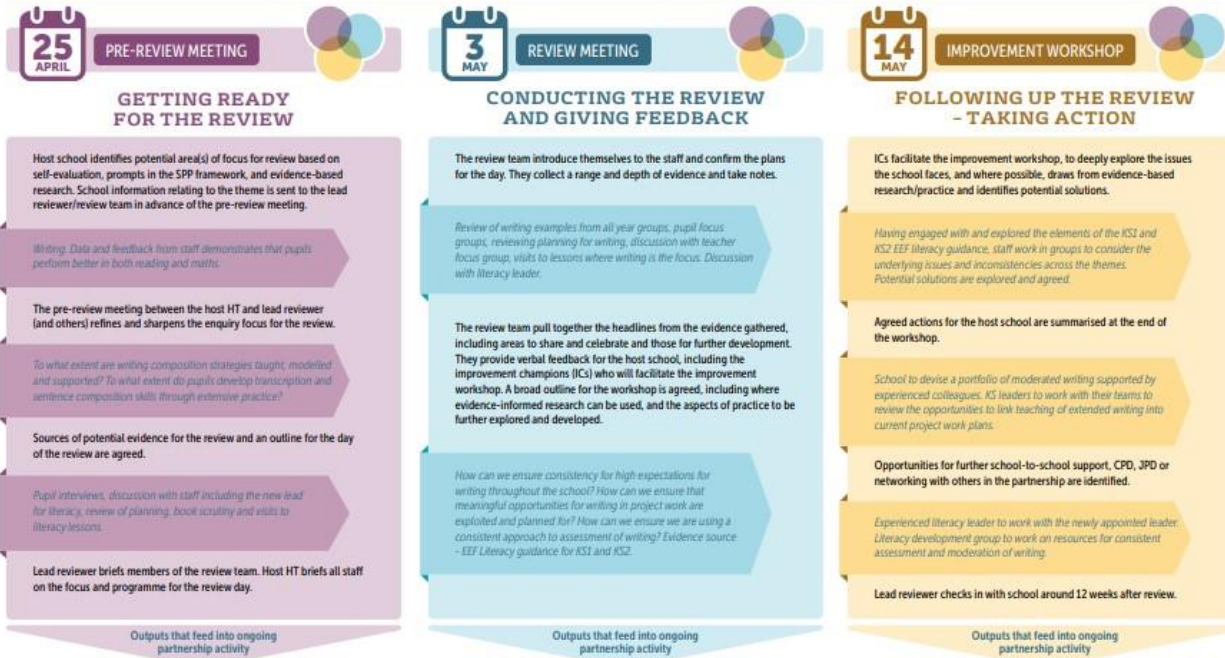 25
APRIL
PRE-REVIEW MEETING
GETTING READY
FOR THE REVIEW
Host school identifies potential area(s) of focus for review based on
self-evaluation, prompts in the SPP framework, and evidence-based
research. School information relating to the theme is sent to the lead
reviewer/review team in advance of the pre-review meeting.
Writing. Data and feedback from staff demonstrates that pupils
perform better in both reading and maths.
The pre-review meeting between the host HT and lead reviewer
(and others) refines and sharpens the enquiry focus for the review.
To what extent are writing composition strategies taught, modelled
and supported? To what extent do pupils develop transcription and
sentence composition skills through extensive practice?
Sources of potential evidence for the review and an outline for the day
of the review are agreed.
Pupil interviews, discussion with staff including the new lead
for literacy, review of planning, book scrutiny and visits to
literacy lessons.
Lead reviewer briefs members of the review team. Host HT briefs all staff
on the focus and programme for the review day.
Outputs that feed into ongoing
partnership activity
3
MAY
REVIEW MEETING
CONDUCTING THE REVIEW
AND GIVING FEEDBACK
The review team introduce themselves to the staff and confirm the plans
for the day. They collect a range and depth of evidence and take notes.
Review of writing examples from all year groups, pupil focus
groups, reviewing planning for writing, discussion with teacher
focus group, visits to lessons where writing is the focus. Discussion
with literacy leader.
The review team pull together the headlines from the evidence gathered,
including areas to share and celebrate and those for further development.
They provide verbal feedback for the host school, including the
improvement champions (ICs) who will facilitate the improvement
workshop. A broad outline for the workshop is agreed, including where
evidence-informed research can be used, and the aspects of practice to be
further explored and developed.
How can we ensure consistency for high expectations for
writing throughout the school? How can we ensure that
meaningful opportunities for writing in project work are
exploited and planned for? How can we ensure we are using a
consistent approach to assessment of writing? Evidence source
- EEF Literacy guidance for KS1 and KS2.
Outputs that feed into ongoing
partnership activity
14
MAY
IMPROVEMENT WORKSHOP
FOLLOWING UP THE REVIEW
– TAKING ACTION
ICs facilitate the improvement workshop, to deeply explore the issues
the school faces, and where possible, draws from evidence-based
research/practice and identifies potential solutions.
Having engaged with and explored the elements of the KS1 and
KS2 EEF literacy guidance, staff work in groups to consider the
underlying issues and inconsistencies across the themes.
Potential solutions are explored and agreed.
Agreed actions for the host school are summarised at the end of
the workshop.
School to devise a portfolio of moderated writing supported by
experienced colleagues. KS leaders to work with their teams to
review the opportunities to link teaching of extended writing into
current project work plans.
Opportunities for further school-to-school support, CPD, JPD or
networking with others in the partnership are identified.
Experienced literacy leader to work with the newly appointed leader.
Literacy development group to work on resources for consistent
assessment and moderation of writing.
Lead reviewer checks in with school around 12 weeks after review.
Outputs that feed into ongoing
partnership activity